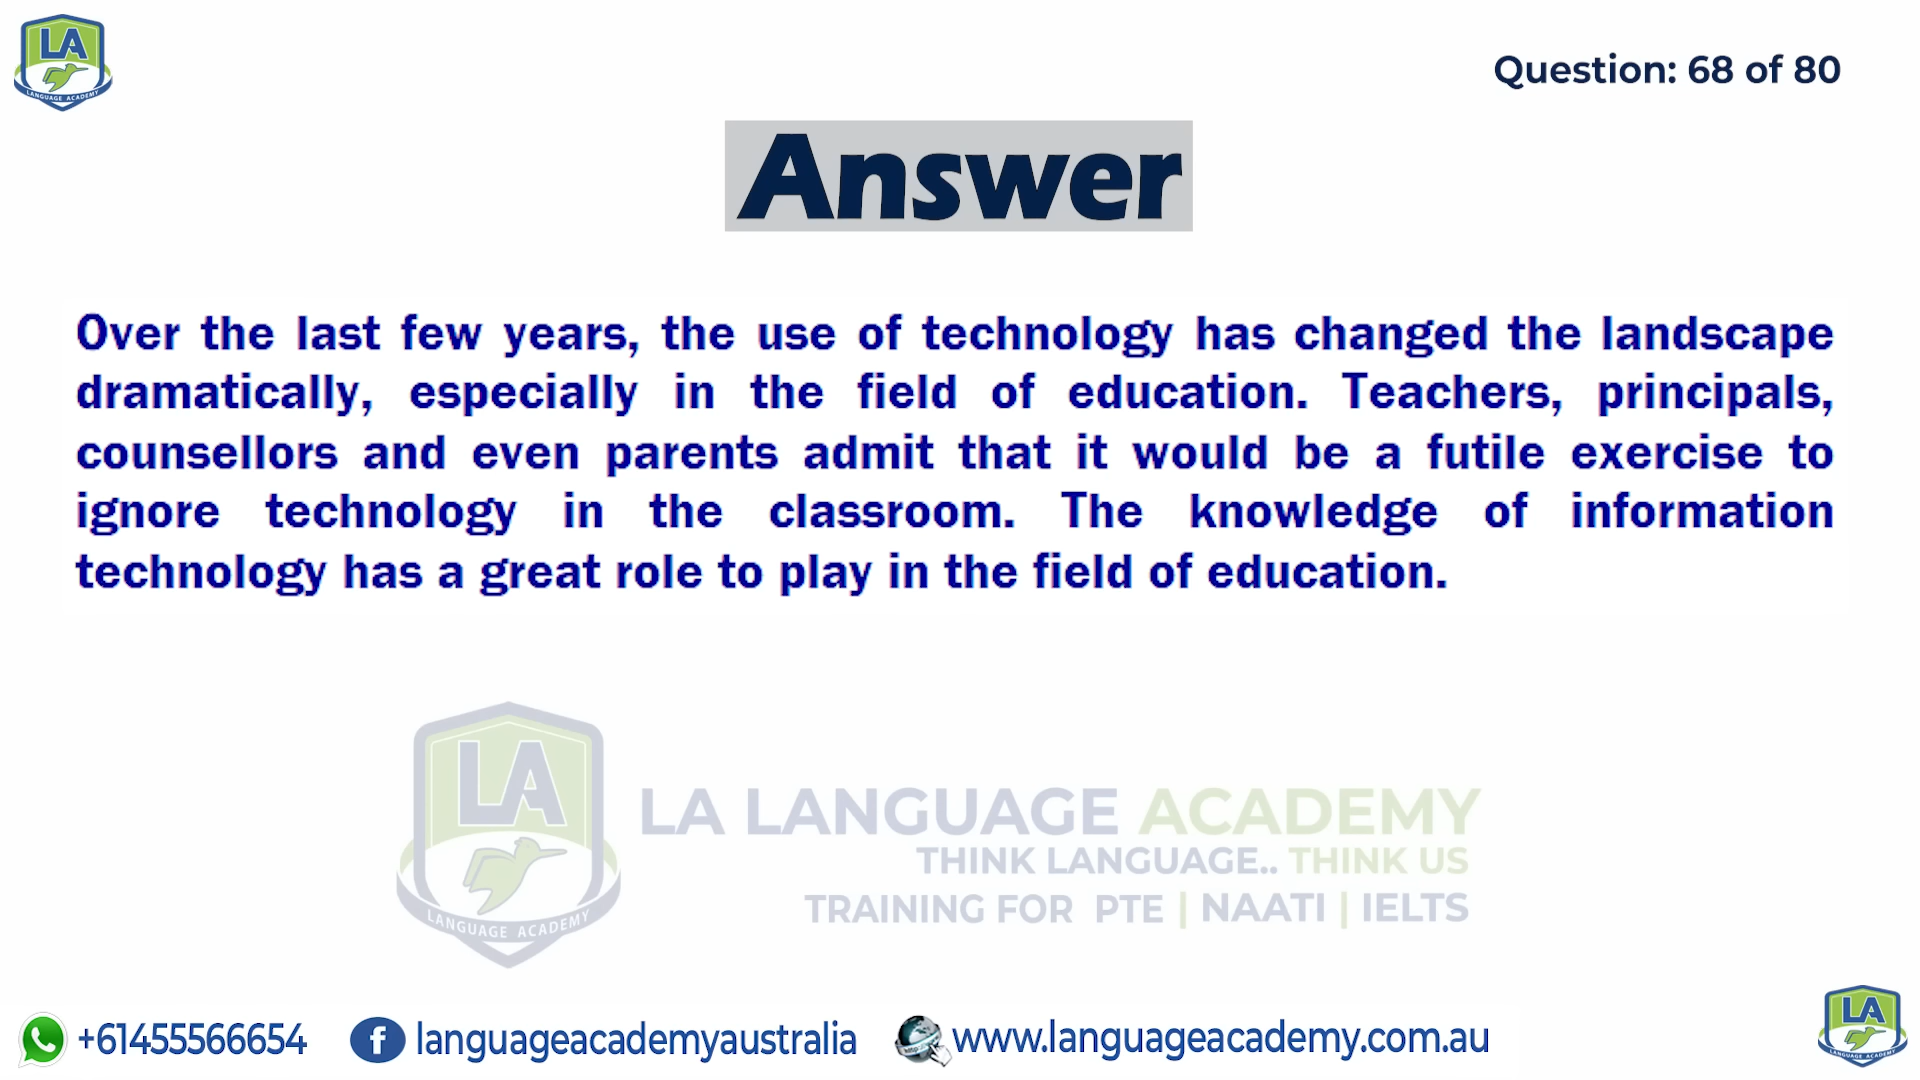 LA
LANGUAGE ACADEMY
Question: 68 of 80
Answer
Over the last few years, the use of technology has changed the landscape
dramatically, especially in the field of education. Teachers, principals,
counsellors and even parents admit that it would be a futile exercise to
ignore technology in the classroom. The knowledge of information
technology has a great role to play in the field of education.
LA
LANGUAGE ACADEMY
LA LANGUAGE ACADEMY
THINK LANGUAGE.. THINK US
TRAINING FOR PTE | NAATI | IELTS
+61455566654 f languageacademyaustralia http:// www.languageacademy.com.au
LA
LANGUAGE ACADEMY